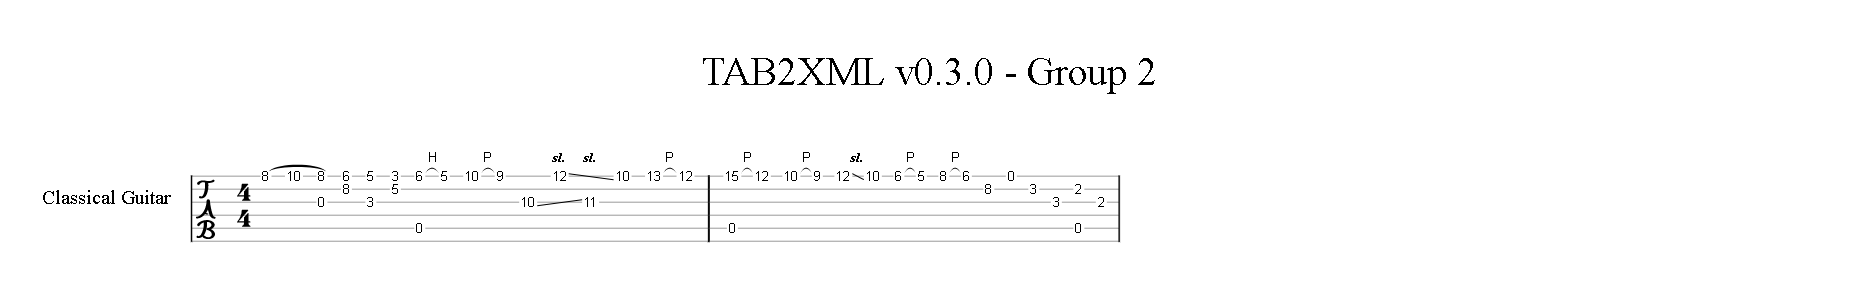 TAB2XML v0.3.0 - Group 2
H P sl. sl. P P P sl. P P
8 10 8 6 5 3 6 5 10 9 12 10 13 12 15 12 10 9 12 10 6 5 8 6 0
8 5 8 3 2
Classical Guitar
0 3 10 11 3 2
0 0 0
T A B
4 4